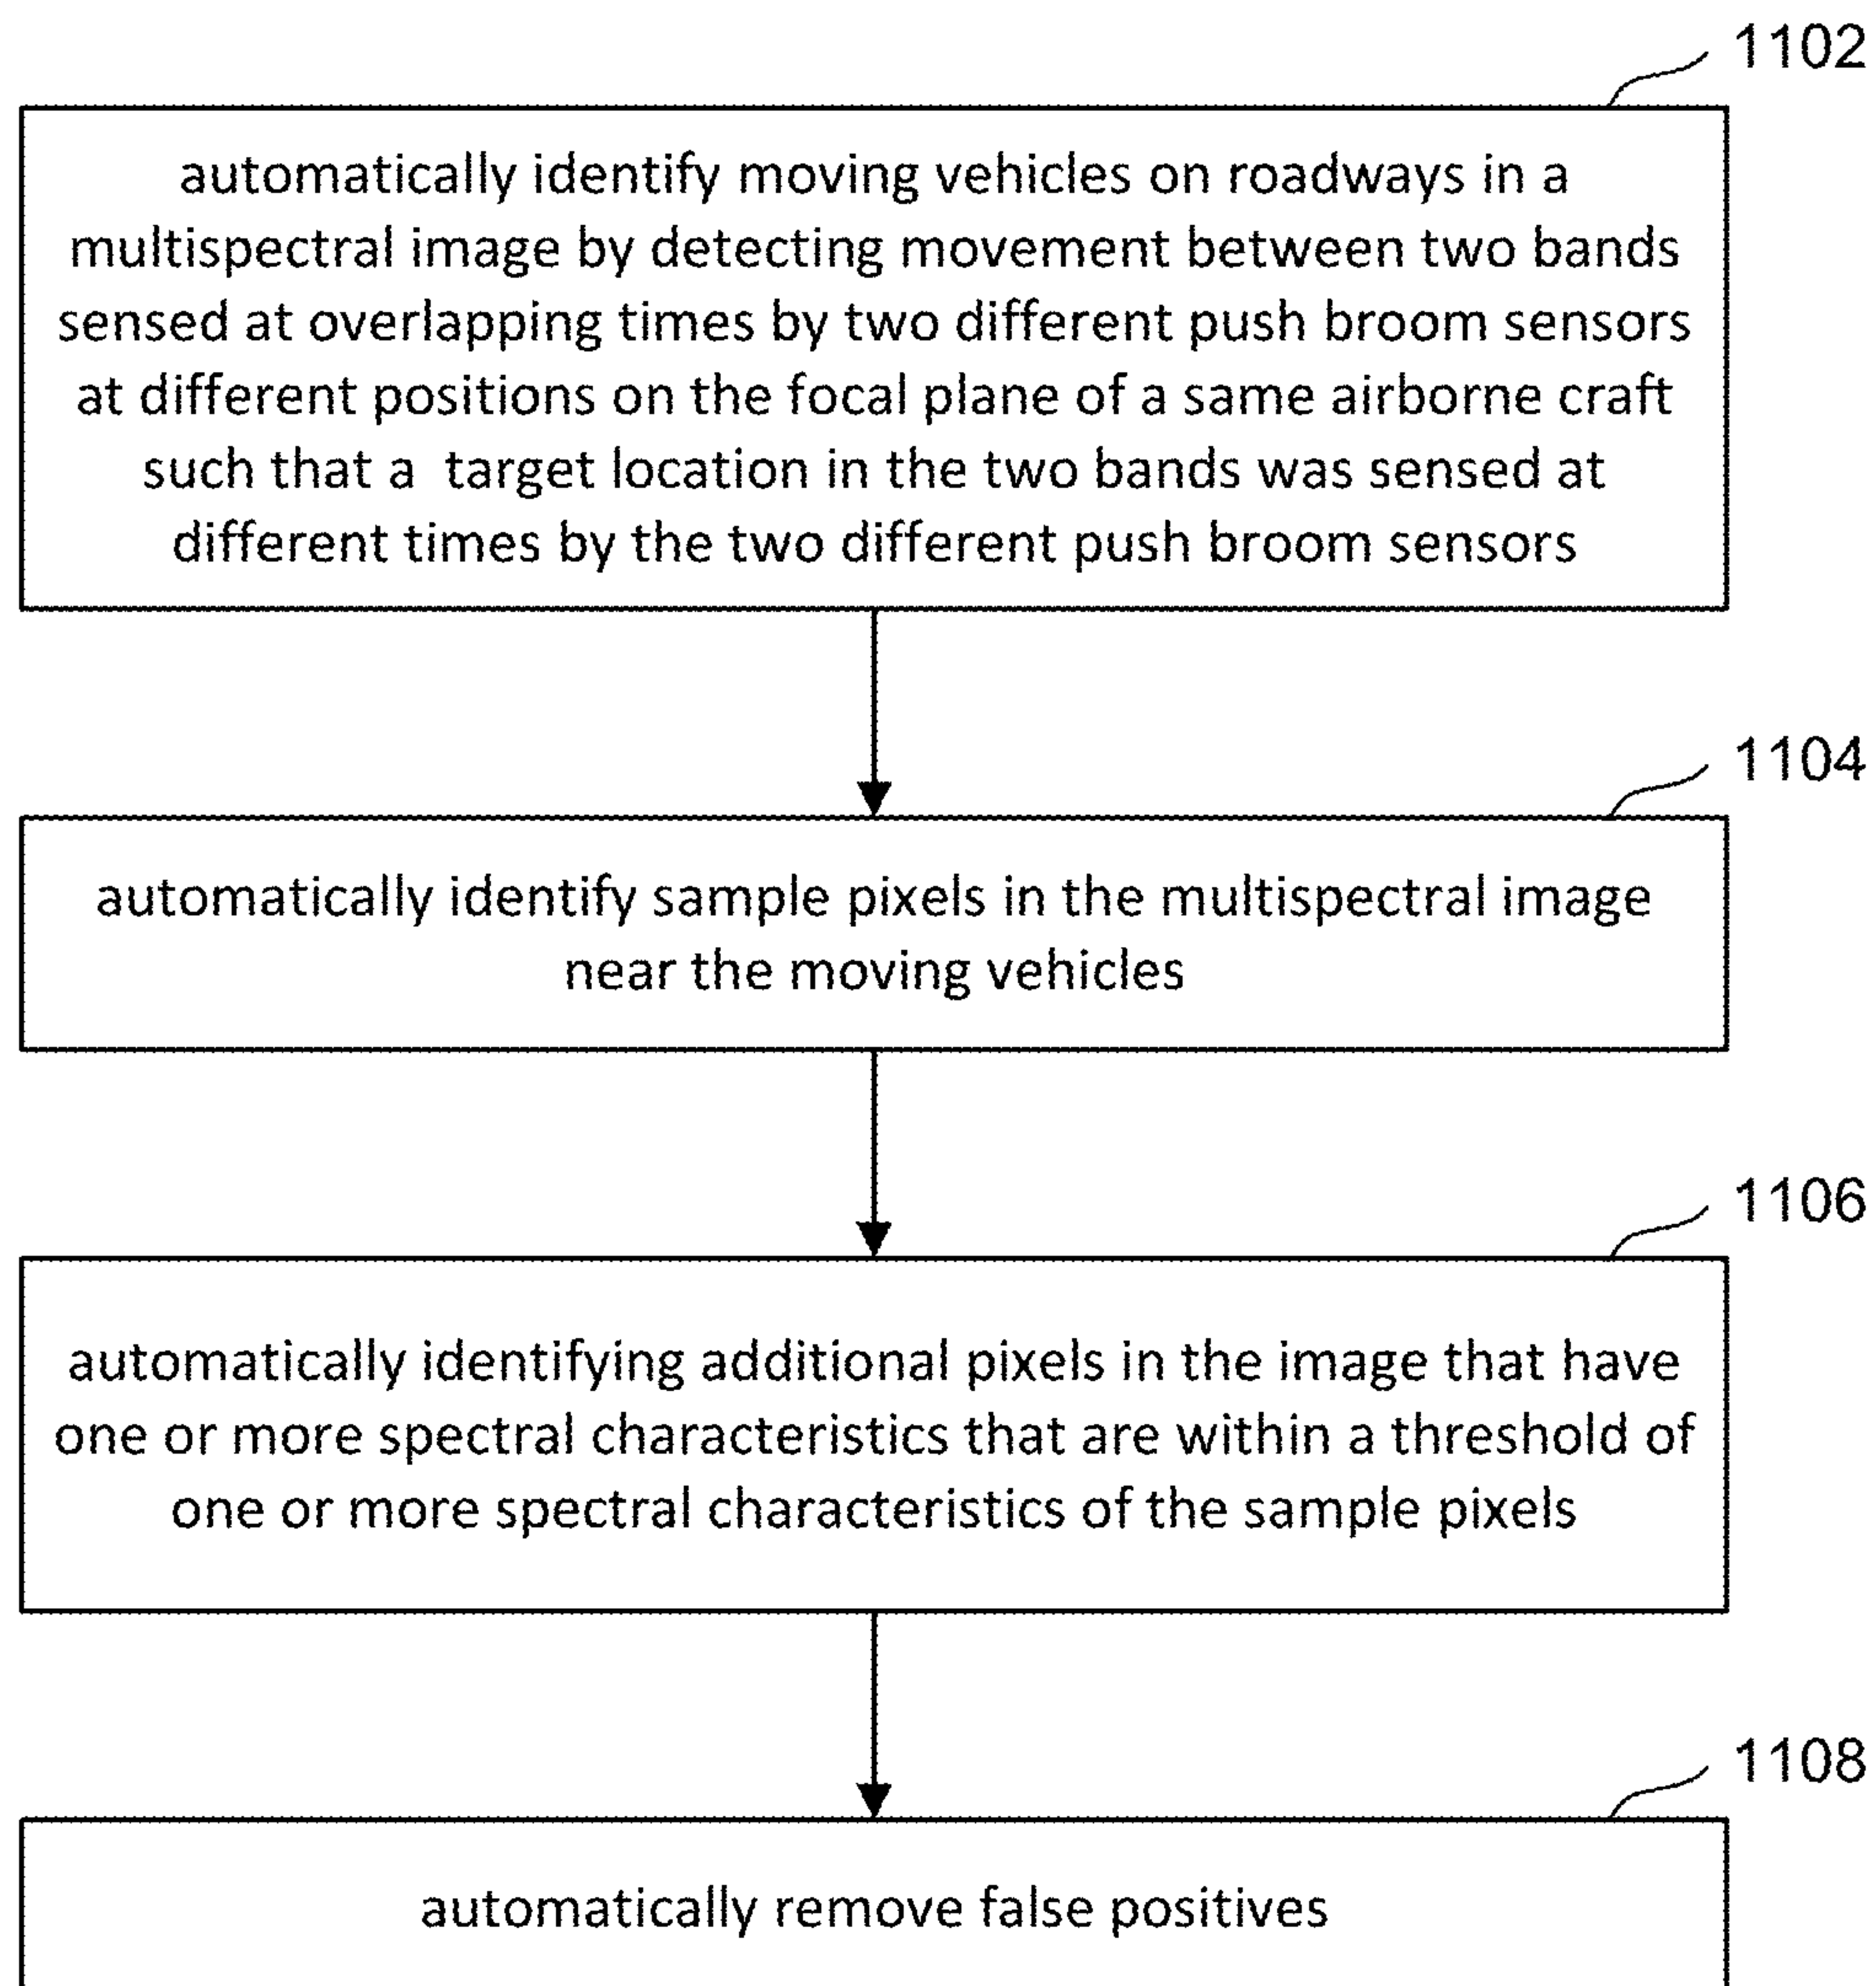 1102
automatically identify moving vehicles on roadways in a
multispectral image by detecting movement between two bands
sensed at overlapping times by two different push broom sensors
at different positions on the focal plane of a same airborne craft
such that a target location in the two bands was sensed at
different times by the two different push broom sensors
1104
automatically identify sample pixels in the multispectral image
near the moving vehicles
1106
automatically identifying additional pixels in the image that have
one or more spectral characteristics that are within a threshold of
one or more spectral characteristics of the sample pixels
1108
automatically remove false positives